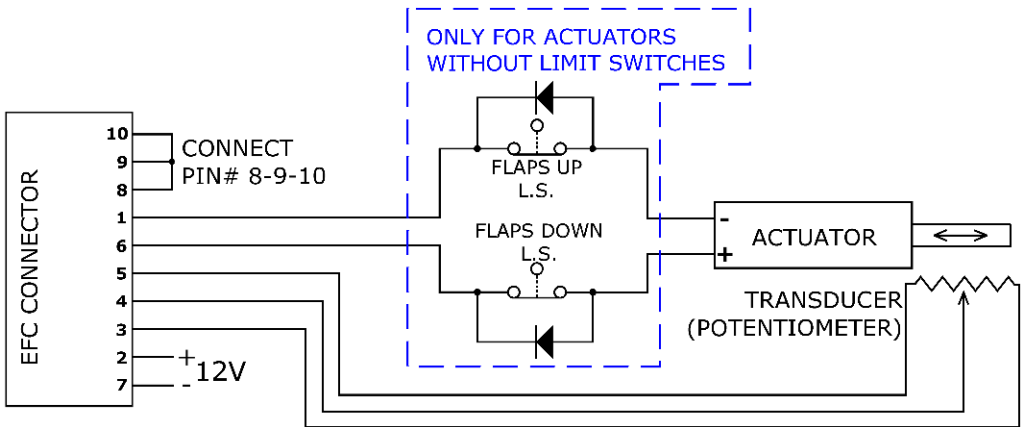 ONLY FOR ACTUATORS
WITHOUT LIMIT SWITCHES
EFC CONNECTOR
10
9
8
1
6
5
4
3
2
7
CONNECT
PIN# 8-9-10
+
12V
-
FLAPS UP
L.S.
FLAPS DOWN
L.S.
-
+
ACTUATOR
TRANSDUCER
(POTENTIOMETER)